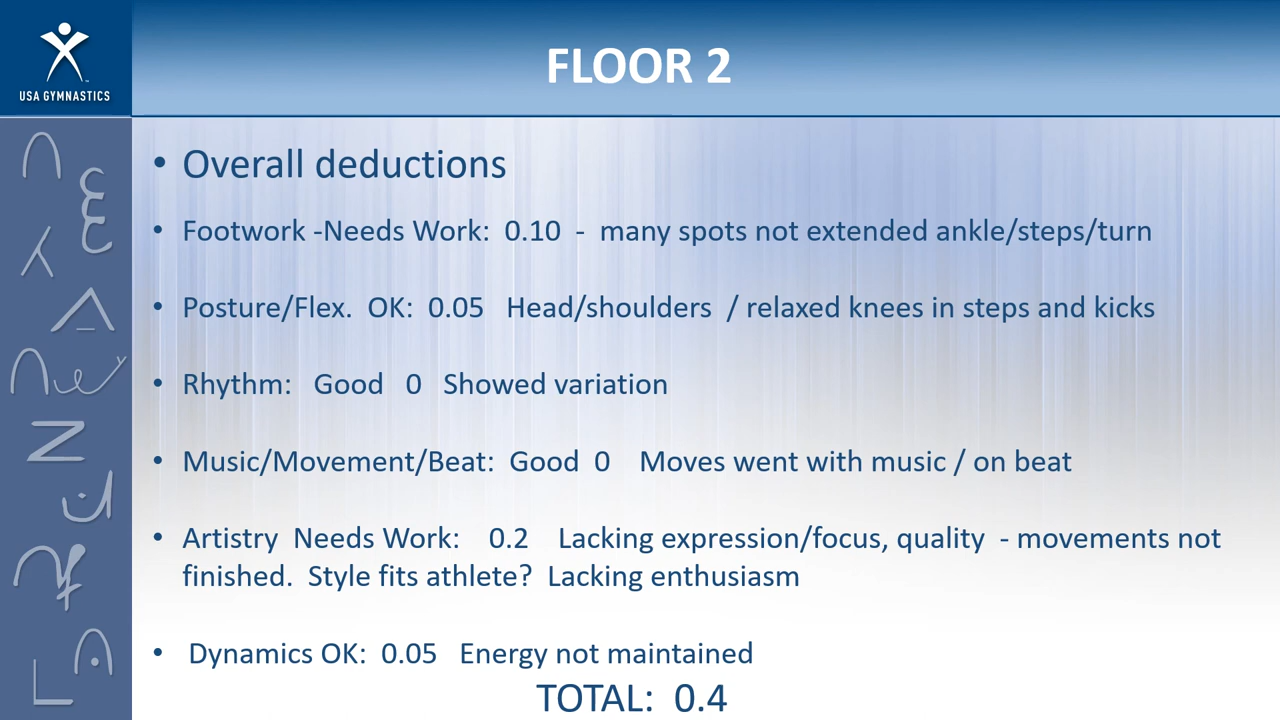 USA GYMNASTICS
FLOOR 2
• Overall deductions
• Footwork -Needs Work: 0.10 - many spots not extended ankle/steps/turn
• Posture/Flex. OK: 0.05 Head/shoulders / relaxed knees in steps and kicks
• Rhythm: Good 0 Showed variation
• Music/Movement/Beat: Good 0 Moves went with music / on beat
• Artistry Needs Work: 0.2 Lacking expression/focus, quality - movements not
finished. Style fits athlete? Lacking enthusiasm
• Dynamics OK: 0.05 Energy not maintained
TOTAL: 0.4